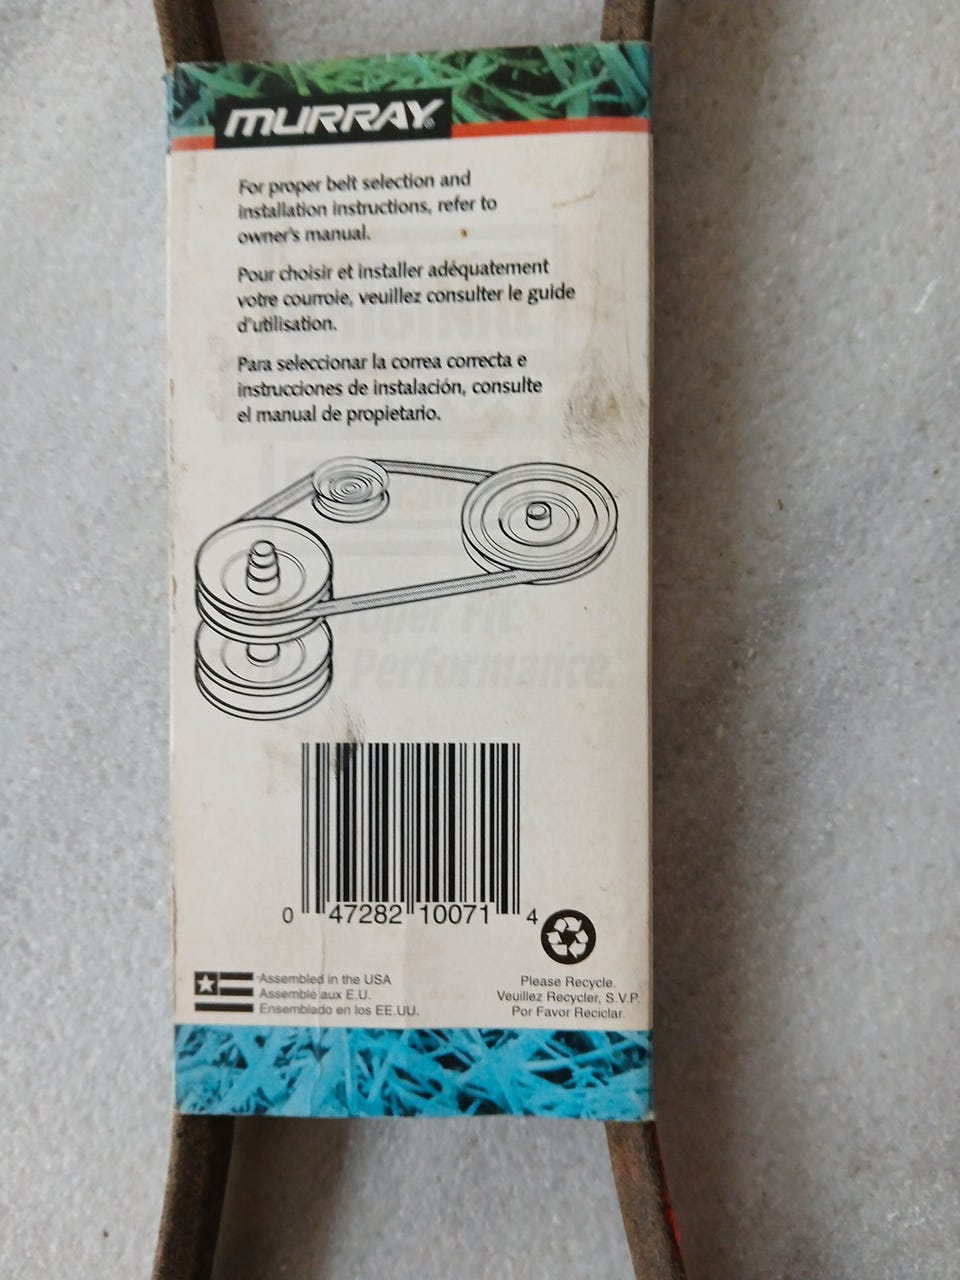 MURRAY®
For proper belt selection and
installation instructions, refer to
owner's manual.
Pour choisir et installer adéquatement
votre courroie, veuillez consulter le guide
d'utilisation.
Para seleccionar la correa correcta e
instrucciones de instalación, consulte
el manual de propietario.
Performance.
0 47282 10071 4
Assembled in the USA
Assemblé aux E.U.
Ensemblado en los EE.UU.
Please Recycle.
Veuillez Recycler, S.V.P.
Por Favor Reciclar.